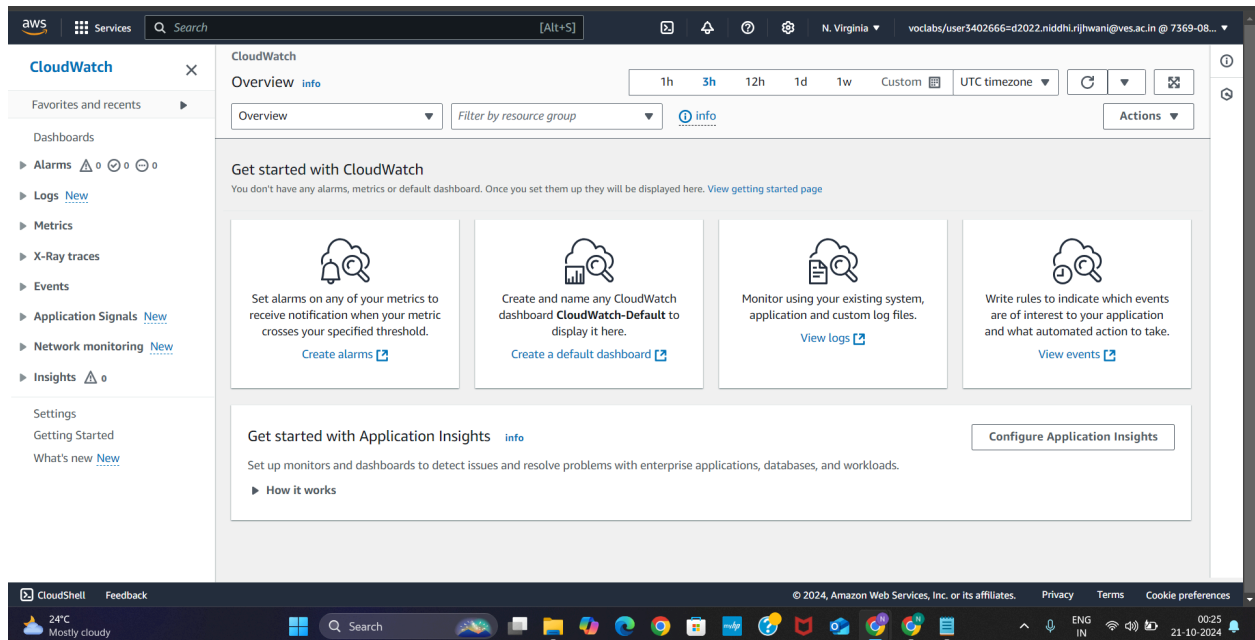 aws
Services
Search
[Alt+S]
N. Virginia
voclabs/user3402666=d2022.niddhi.rijhwani@ves.ac.in @ 7369-08...
CloudWatch
Favorites and recents
Dashboards
Alarms 0 0 0
Logs New
Metrics
X-Ray traces
Events
Application Signals New
Network monitoring New
Insights 0
Settings
Getting Started
What's new New
CloudWatch
Overview info
1h 3h 12h 1d 1w Custom UTC timezone
Overview
Filter by resource group
info
Actions
Get started with CloudWatch
You don't have any alarms, metrics or default dashboard. Once you set them up they will be displayed here. View getting started page
Set alarms on any of your metrics to
receive notification when your metric
crosses your specified threshold.
Create alarms
Create and name any CloudWatch
dashboard CloudWatch-Default to
display it here.
Create a default dashboard
Monitor using your existing system,
application and custom log files.
View logs
Write rules to indicate which events
are of interest to your application
and what automated action to take.
View events
Get started with Application Insights info
Configure Application Insights
Set up monitors and dashboards to detect issues and resolve problems with enterprise applications, databases, and workloads.
How it works
CloudShell Feedback
© 2024, Amazon Web Services, Inc. or its affiliates. Privacy Terms Cookie preferences
24°C
Mostly cloudy
Search
ENG
IN
00:25
21-10-2024